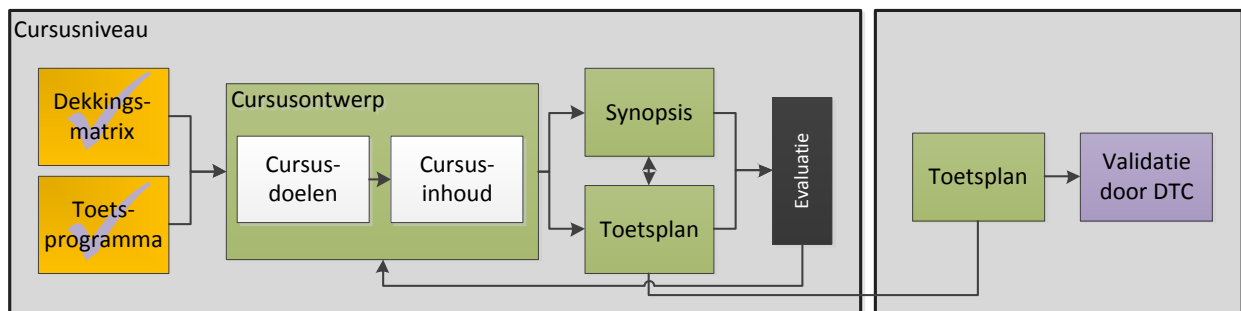 Cursusniveau
Dekkings-
matrix
Toets-
programma
Cursusontwerp
Cursus-
doelen
Cursus-
inhoud
Synopsis
Toetsplan
Evaluatie
Toetsplan
Validatie
door DTC